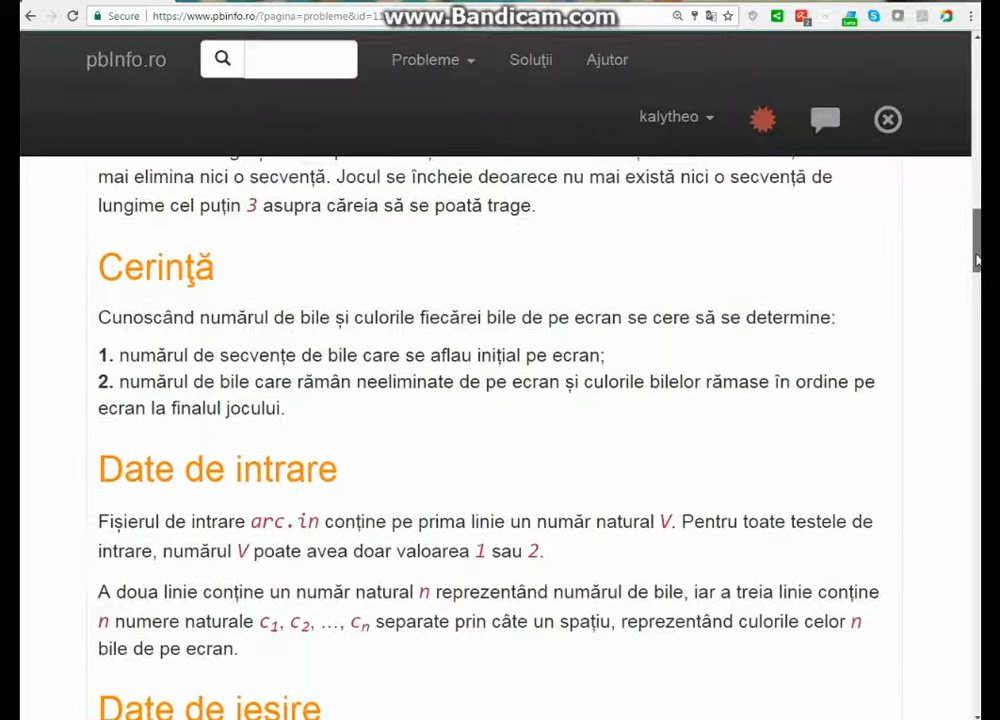 Secure https://www.pbinfo.ro/?pagina=probleme&id=1
www.Bandicam.com
pbInfo.ro Probleme Soluţii Ajutor
kalytheo
mai elimina nici o secvență. Jocul se încheie deoarece nu mai există nici o secvență de
lungime cel puțin 3 asupra căreia să se poată trage.
Cerinţă
Cunoscând numărul de bile și culorile fiecărei bile de pe ecran se cere să se determine:
1. numărul de secvențe de bile care se aflau inițial pe ecran;
2. numărul de bile care rămân neeliminate de pe ecran și culorile bilelor rămase în ordine pe
ecran la finalul jocului.
Date de intrare
Fișierul de intrare arc.in conține pe prima linie un număr natural V. Pentru toate testele de
intrare, numărul V poate avea doar valoarea 1 sau 2.
A doua linie conține un număr natural n reprezentând numărul de bile, iar a treia linie conține
n numere naturale c1, c2, …, cn separate prin câte un spațiu, reprezentând culorile celor n
bile de pe ecran.
Date de ieşire